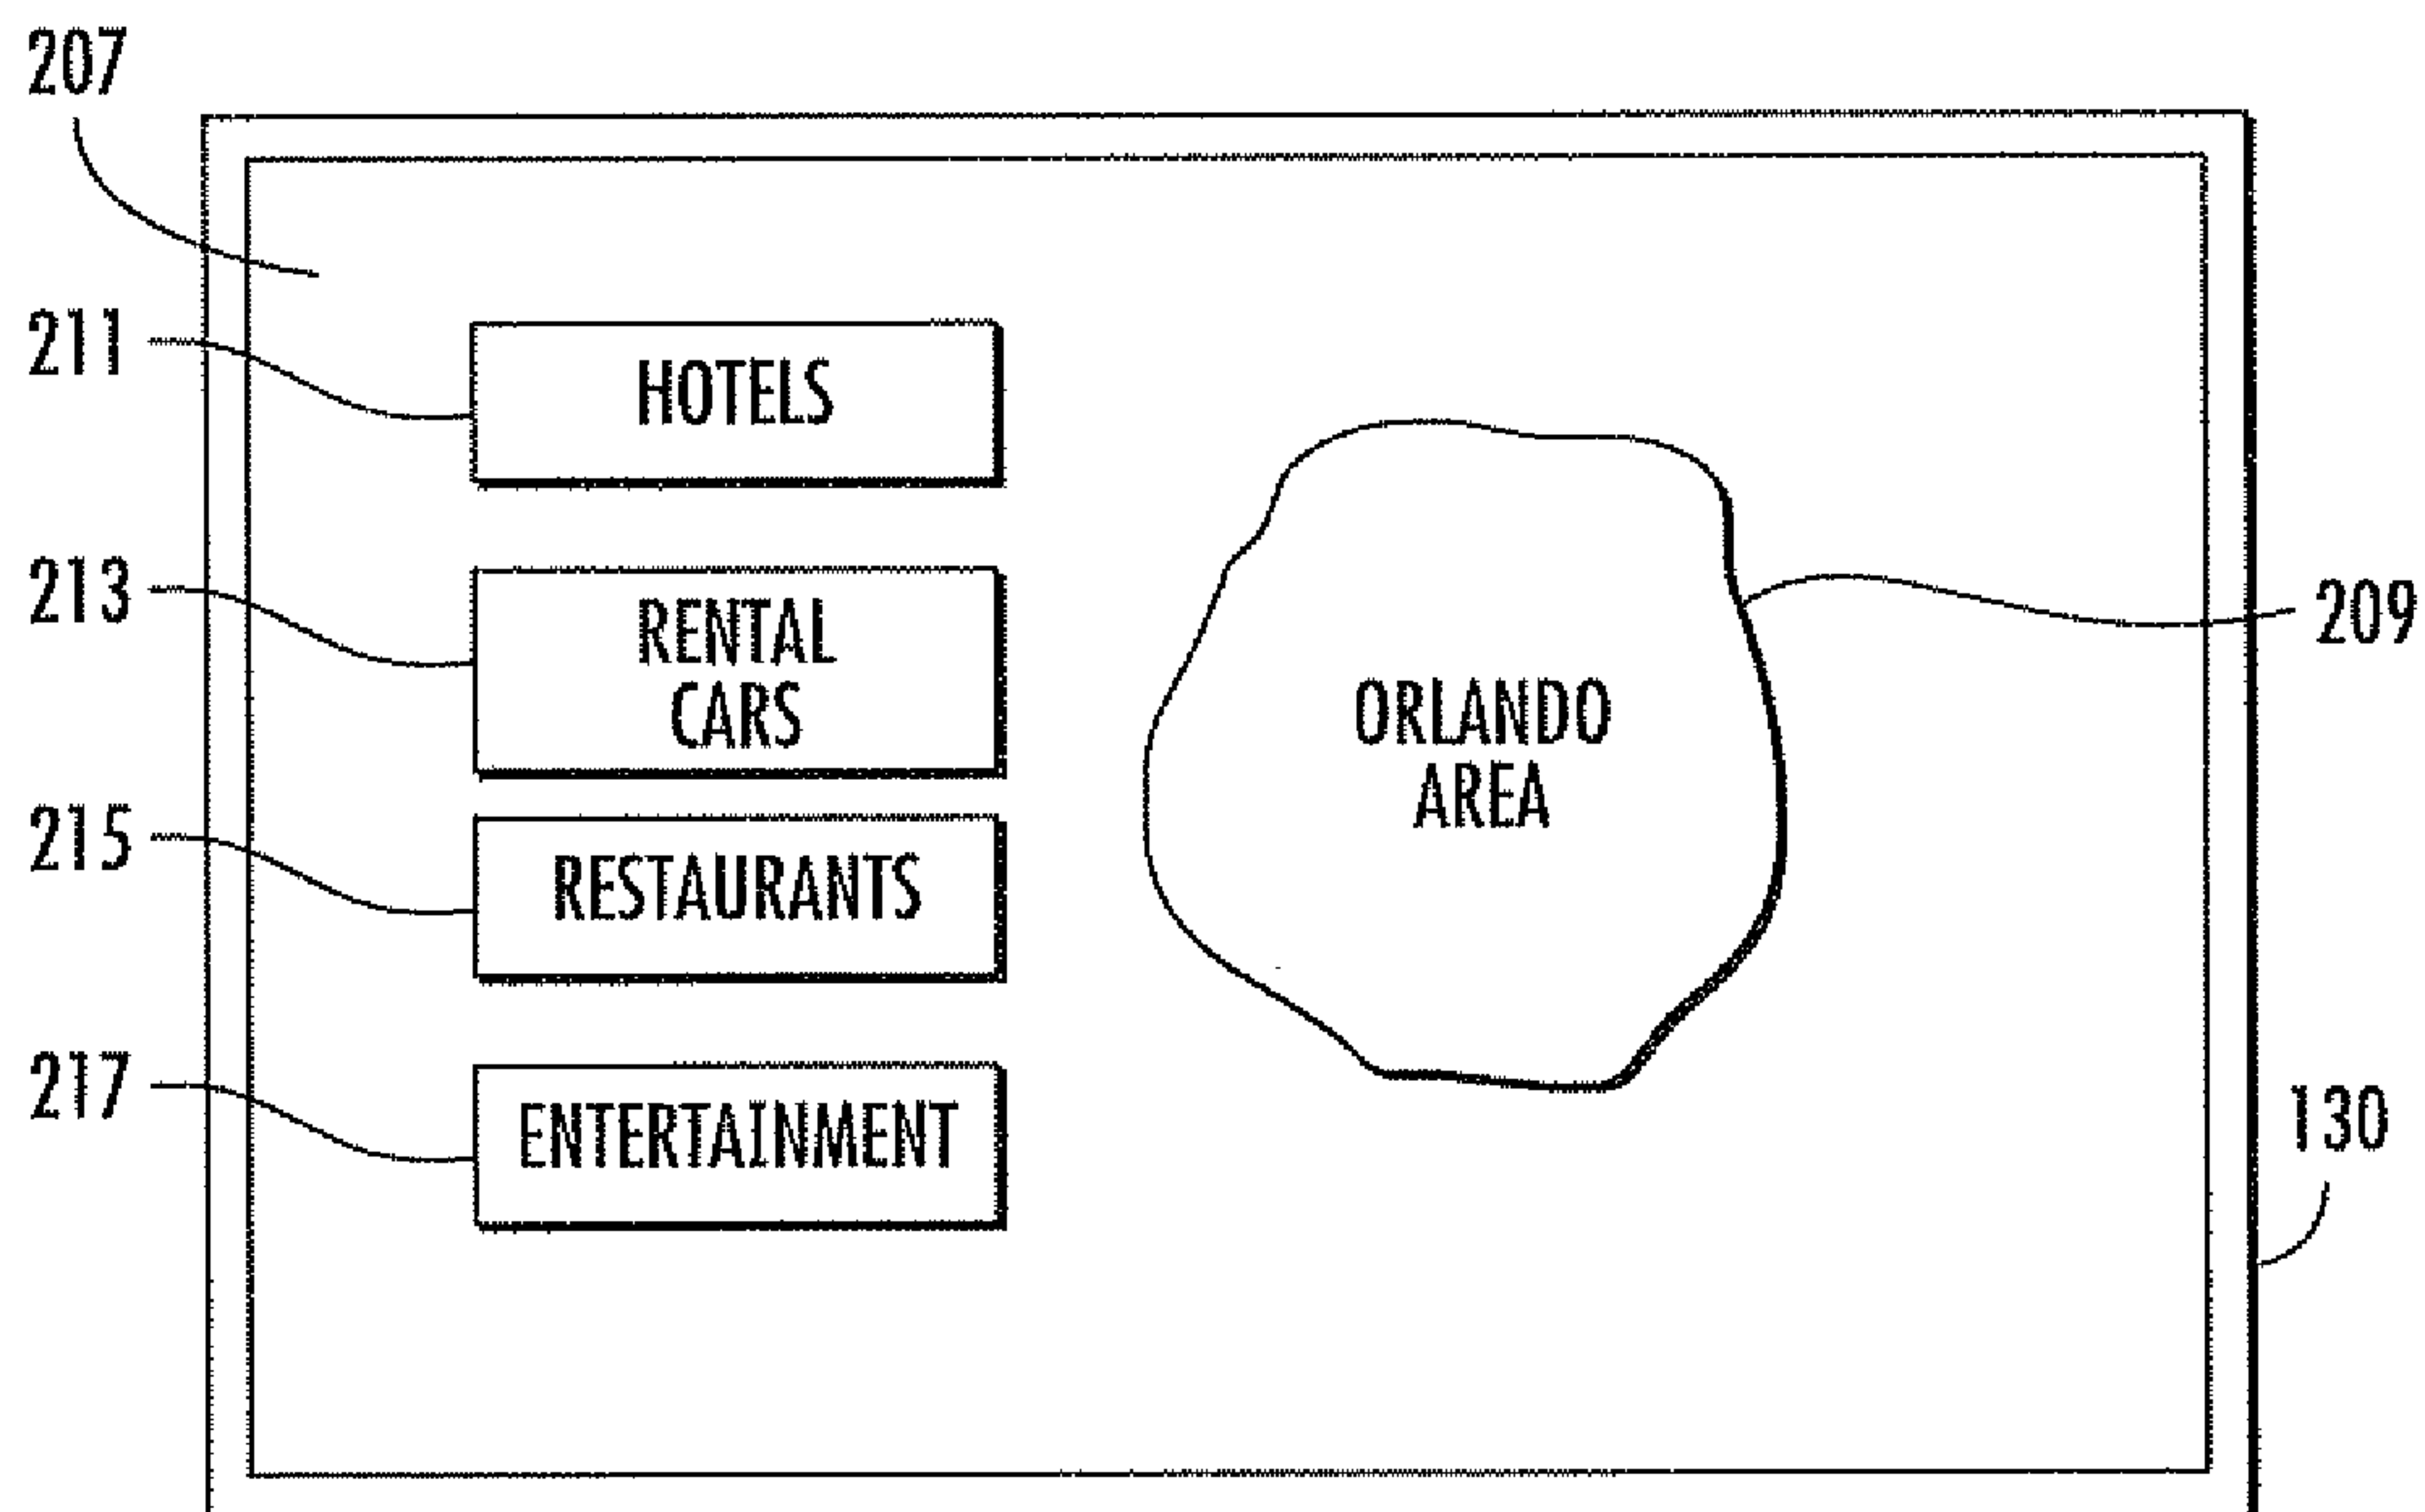 207
211
HOTELS
213
RENTAL
CARS
209
ORLANDO
AREA
215
RESTAURANTS
217
ENTERTAINMENT
130